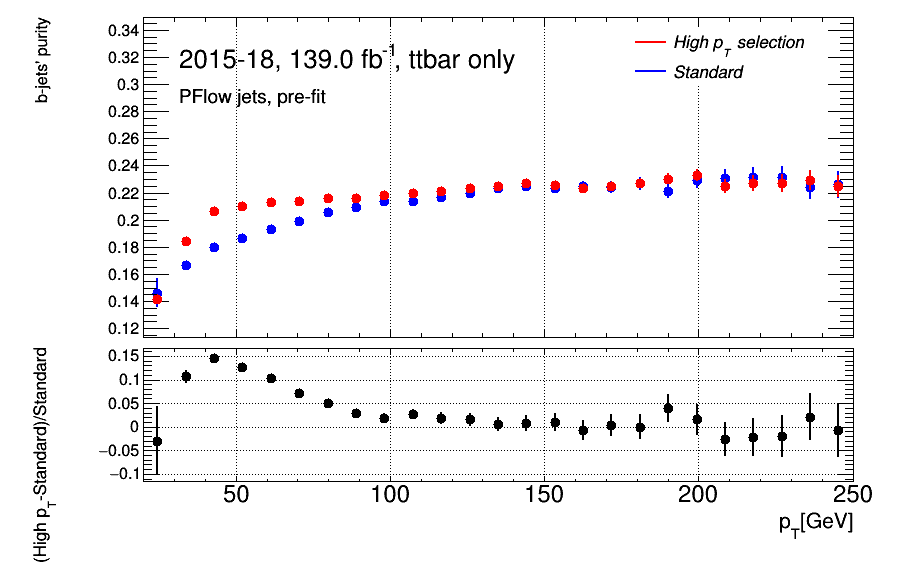 b-jets' purity
0.34
0.32
0.3
0.28
0.26
0.24
0.22
0.2
0.18
0.16
0.14
0.12
2015-18, 139.0 fb-1, ttbar only
PFlow jets, pre-fit
High pT selection
Standard
(High pT-Standard)/Standard
0.15
0.1
0.05
0
−0.05
−0.1
50 100 150 200 250
pT[GeV]